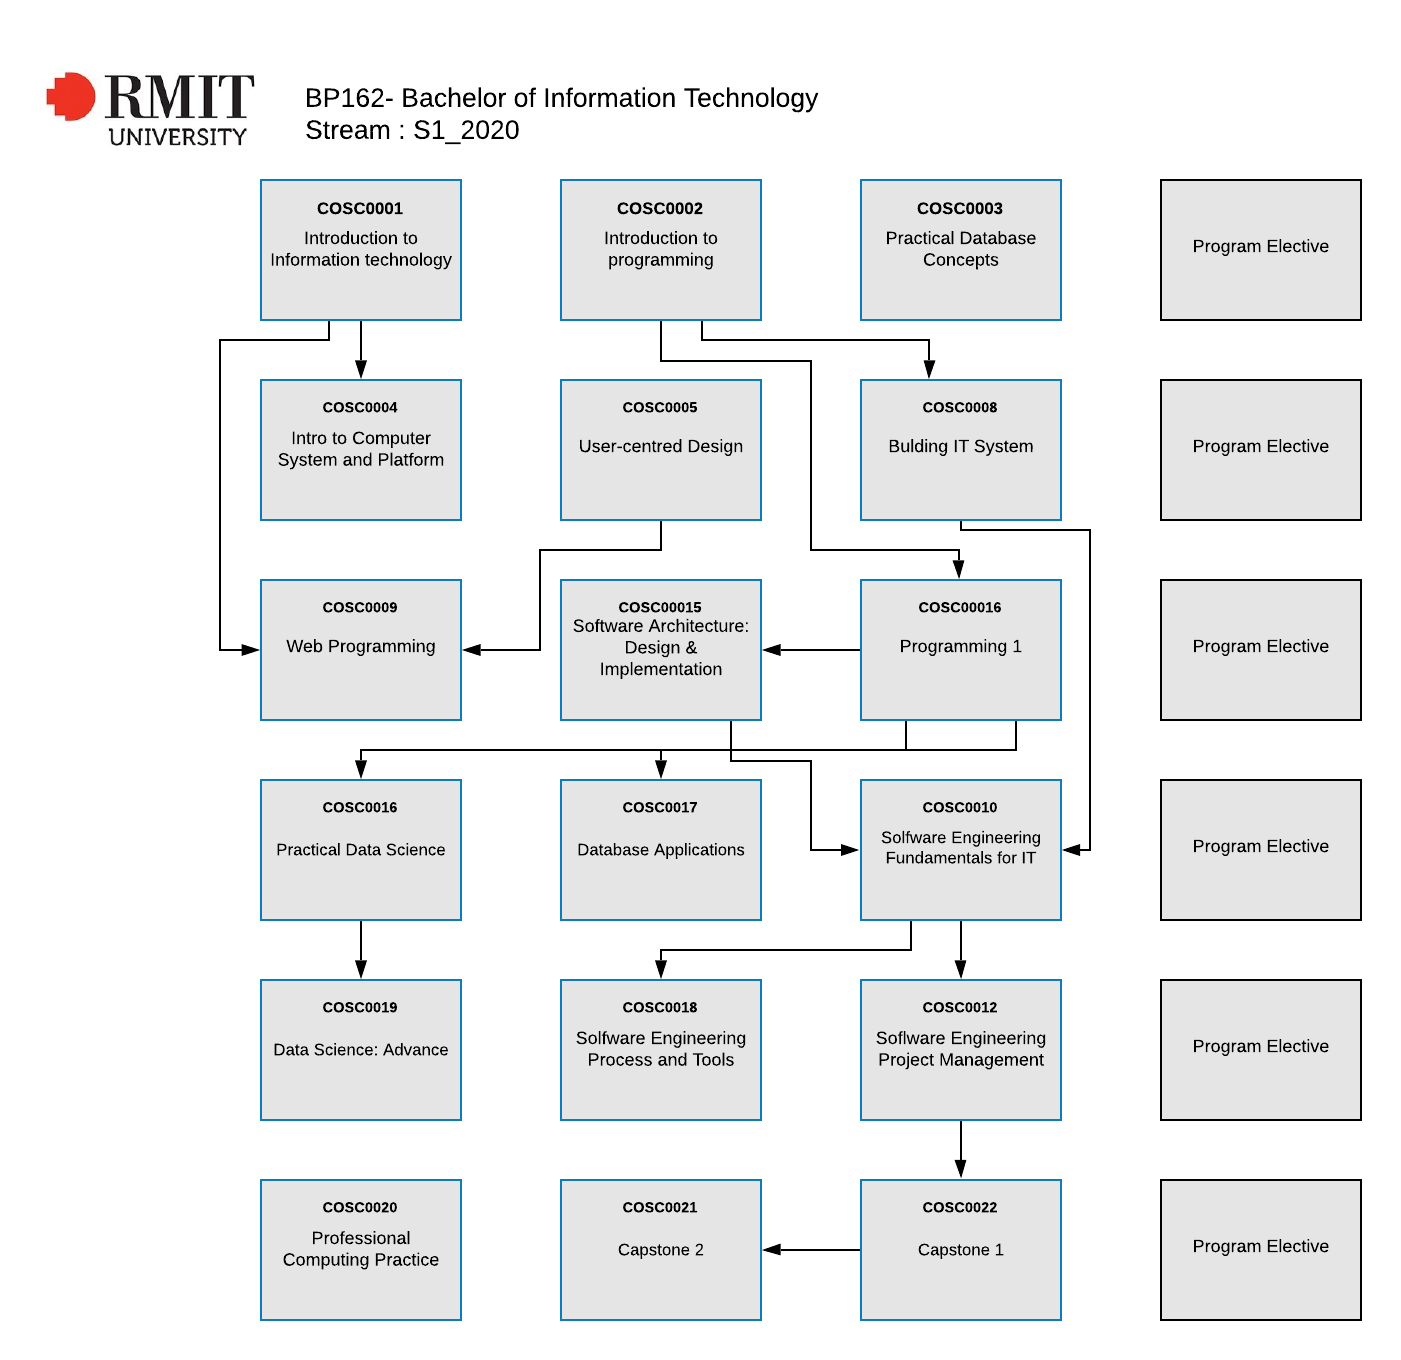 RMIT
UNIVERSITY
BP162- Bachelor of Information Technology
Stream : S1_2020
COSC0001
Introduction to
Information technology
COSC0002
Introduction to
programming
COSC0003
Practical Database
Concepts
Program Elective
COSC0004
Intro to Computer
System and Platform
COSC0005
User-centred Design
COSC0008
Bulding IT System
Program Elective
COSC0009
Web Programming
COSC00015
Software Architecture:
Design &
Implementation
COSC00016
Programming 1
Program Elective
COSC0016
Practical Data Science
COSC0017
Database Applications
COSC0010
Solfware Engineering
Fundamentals for IT
Program Elective
COSC0019
Data Science: Advance
COSC0018
Solfware Engineering
Process and Tools
COSC0012
Soflware Engineering
Project Management
Program Elective
COSC0020
Professional
Computing Practice
COSC0021
Capstone 2
COSC0022
Capstone 1
Program Elective